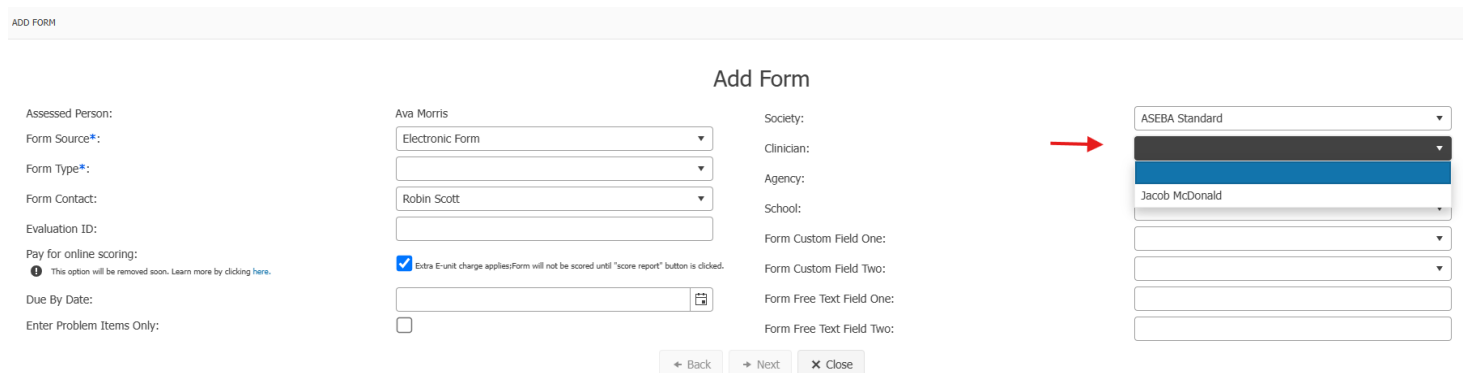 ADD FORM
Add Form
Assessed Person:
Ava Morris
Form Source*:
Electronic Form
Form Type*:
Form Contact:
Robin Scott
Evaluation ID:
Pay for online scoring:
This option will be removed soon. Learn more by clicking here.
Extra E-unit charge applies;Form will not be scored until "score report" button is clicked.
Due By Date:
Enter Problem Items Only:
Society:
ASEBA Standard
Clinician:
Agency:
Jacob McDonald
School:
Form Custom Field One:
Form Custom Field Two:
Form Free Text Field One:
Form Free Text Field Two:
Back
Next
Close